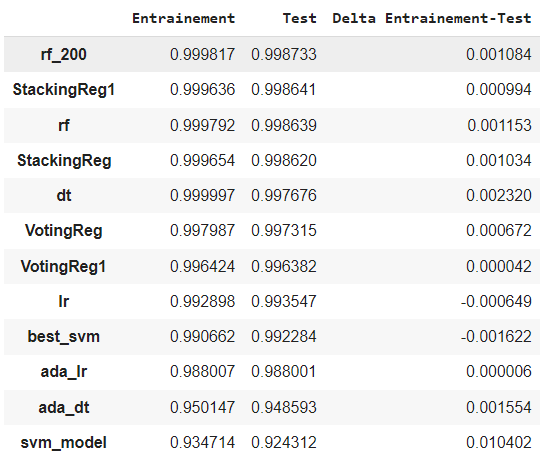 Entrainement Test Delta Entrainement-Test
rf_200 0.999817 0.998733 0.001084
StackingReg1 0.999636 0.998641 0.000994
rf 0.999792 0.998639 0.001153
StackingReg 0.999654 0.998620 0.001034
dt 0.999997 0.997676 0.002320
VotingReg 0.997987 0.997315 0.000672
VotingReg1 0.996424 0.996382 0.000042
lr 0.992898 0.993547 -0.000649
best_svm 0.990662 0.992284 -0.001622
ada_lr 0.988007 0.988001 0.000006
ada_dt 0.950147 0.948593 0.001554
svm_model 0.934714 0.924312 0.010402